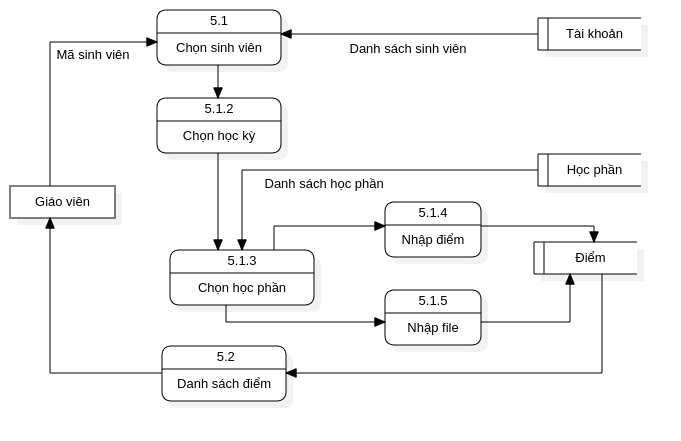 5.1
Chọn sinh viên
Tài khoản
Mã sinh viên
Danh sách sinh viên
5.1.2
Chọn học kỳ
Học phần
Danh sách học phần
Giáo viên
5.1.4
Nhập điểm
5.1.3
Chọn học phần
Điểm
5.1.5
Nhập file
5.2
Danh sách điểm